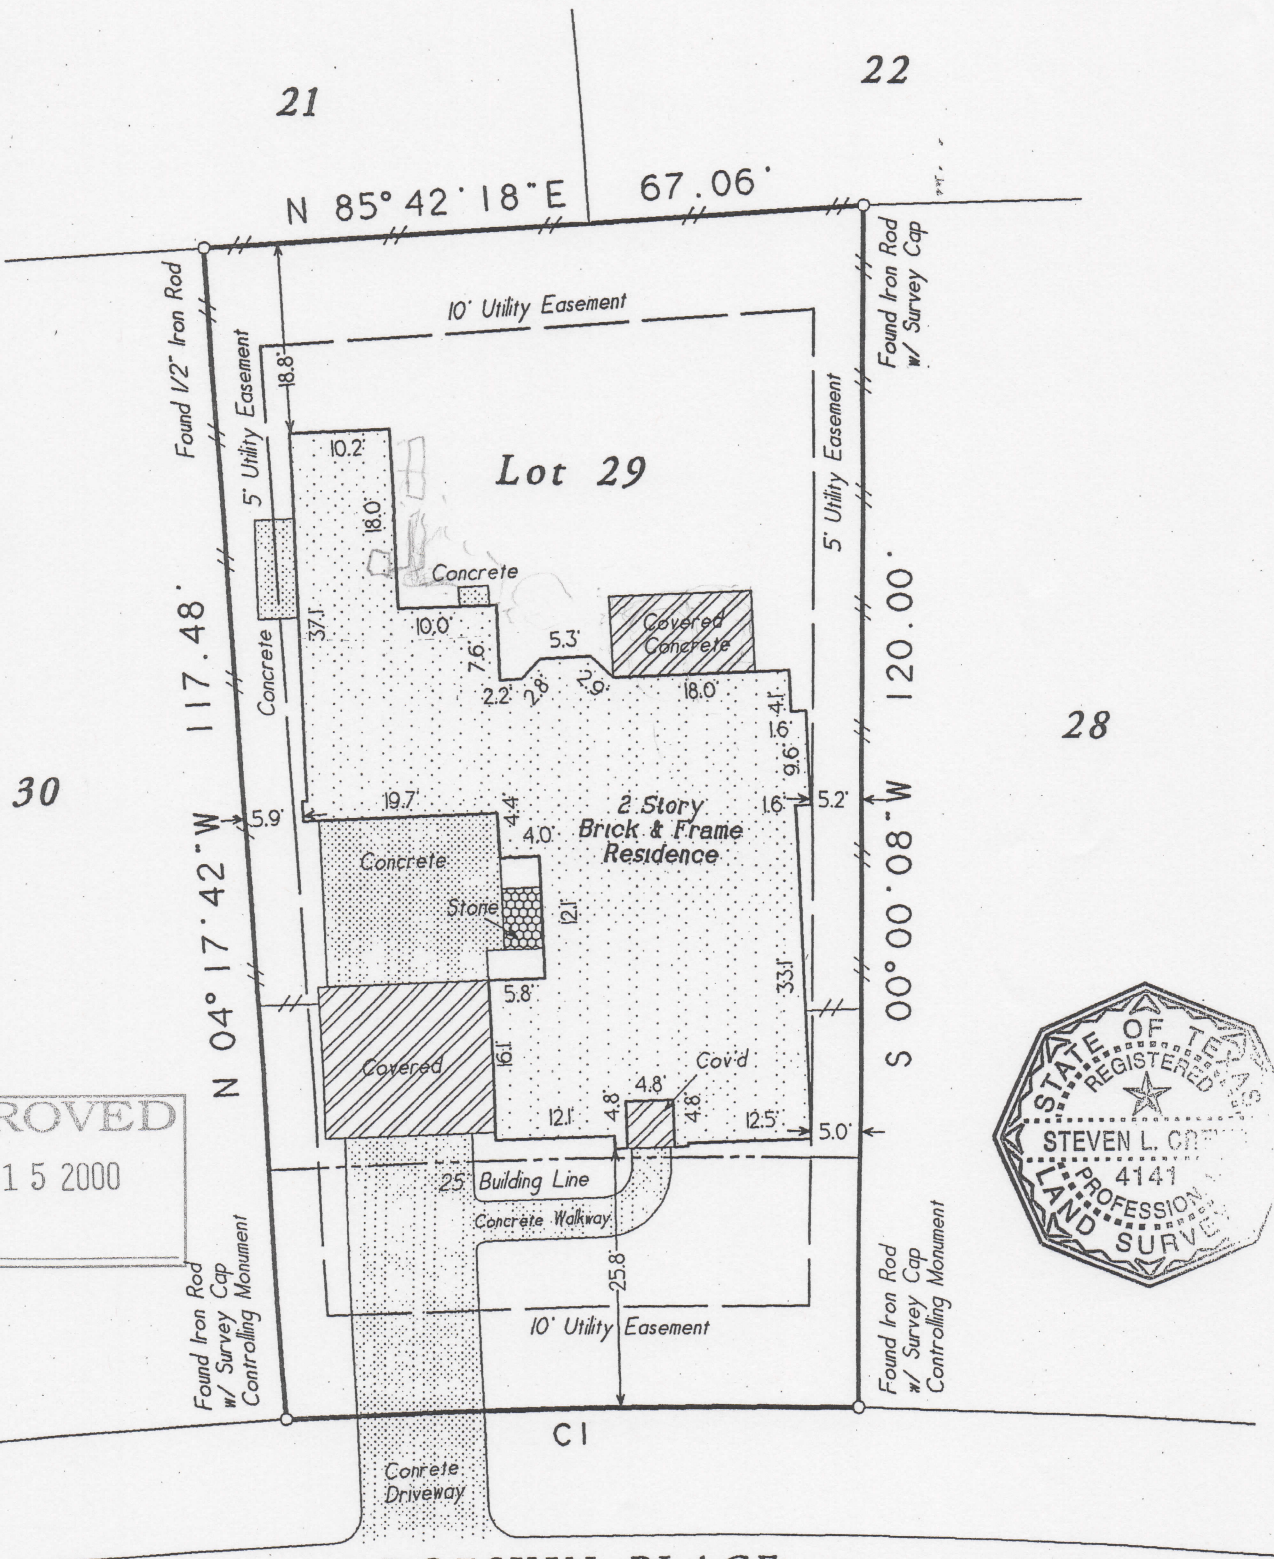 21
22
N 85° 42' 18" E 67.06'
Found 1/2" Iron Rod
Found Iron Rod
w/ Survey Cap
10' Utility Easement
5' Utility Easement
18.8'
5' Utility Easement
10.2'
Lot 29
18.0'
Concrete
37.1'
10.0'
7.6'
5.3'
Covered
Concrete
2.2'
2.8'
2.9'
18.0'
4.1'
1.6'
9.6'
Concrete
117.48'
120.00'
28
30
19.7'
4.4'
4.0'
2 Story
Brick & Frame
Residence
1.6'
5.2'
5.9'
Concrete
Stone
12.1'
N 04° 17' 42" W
S 00° 00' 08" W
33.1'
5.8'
16.1'
Covered
Cov'd
4.8'
4.8'
4.8'
12.1'
12.5'
5.0'
ROVED
15 2000
STATE OF TEXAS
REGISTERED
STEVEN L.
4141
PROFESSION
LAND SURVE
25' Building Line
Concrete Walkway
25.8'
10' Utility Easement
Found Iron Rod
w/ Survey Cap
Controlling Monument
Found Iron Rod
w/ Survey Cap
Controlling Monument
C1
Conrete
Driveway
PLACE